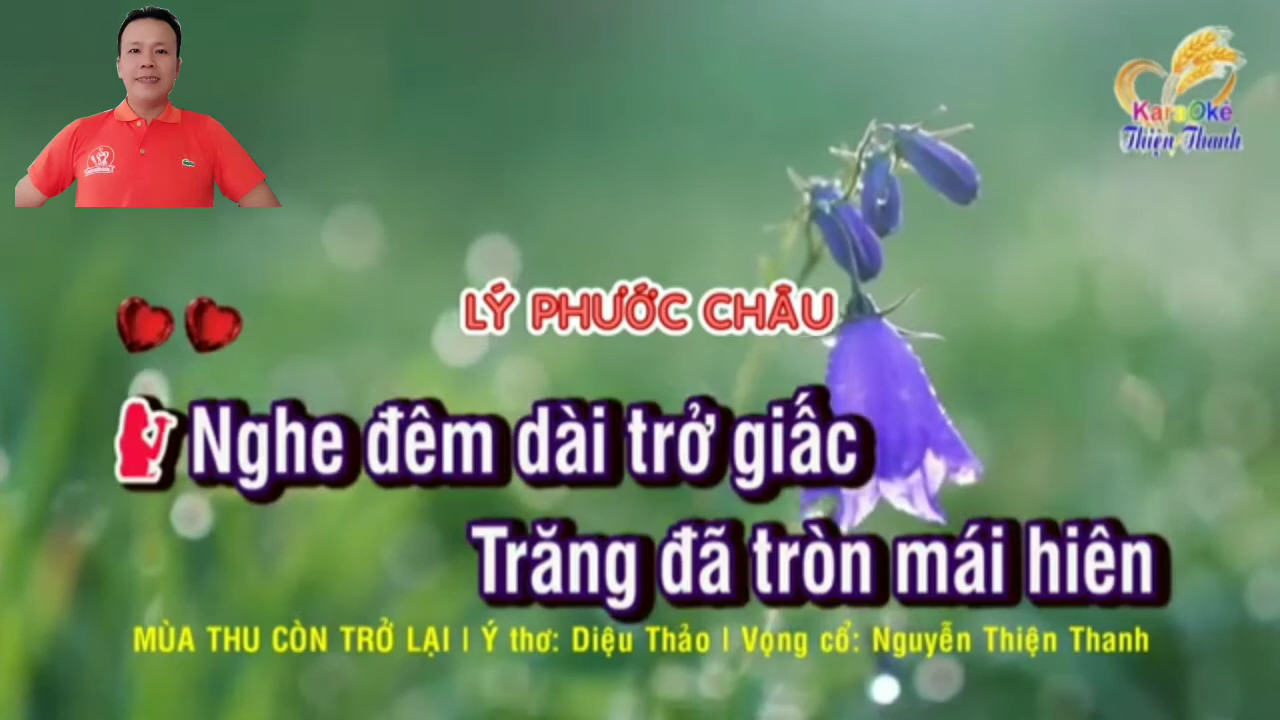 KaraOkê
Thiện Thanh
LÝ PHƯỚC CHÂU
Nghe đêm dài trở giấc
Trăng đã tròn mái hiên
MÙA THU CÒN TRỞ LẠI | Ý thơ: Diệu Thảo | Vọng cổ: Nguyễn Thiện Thanh